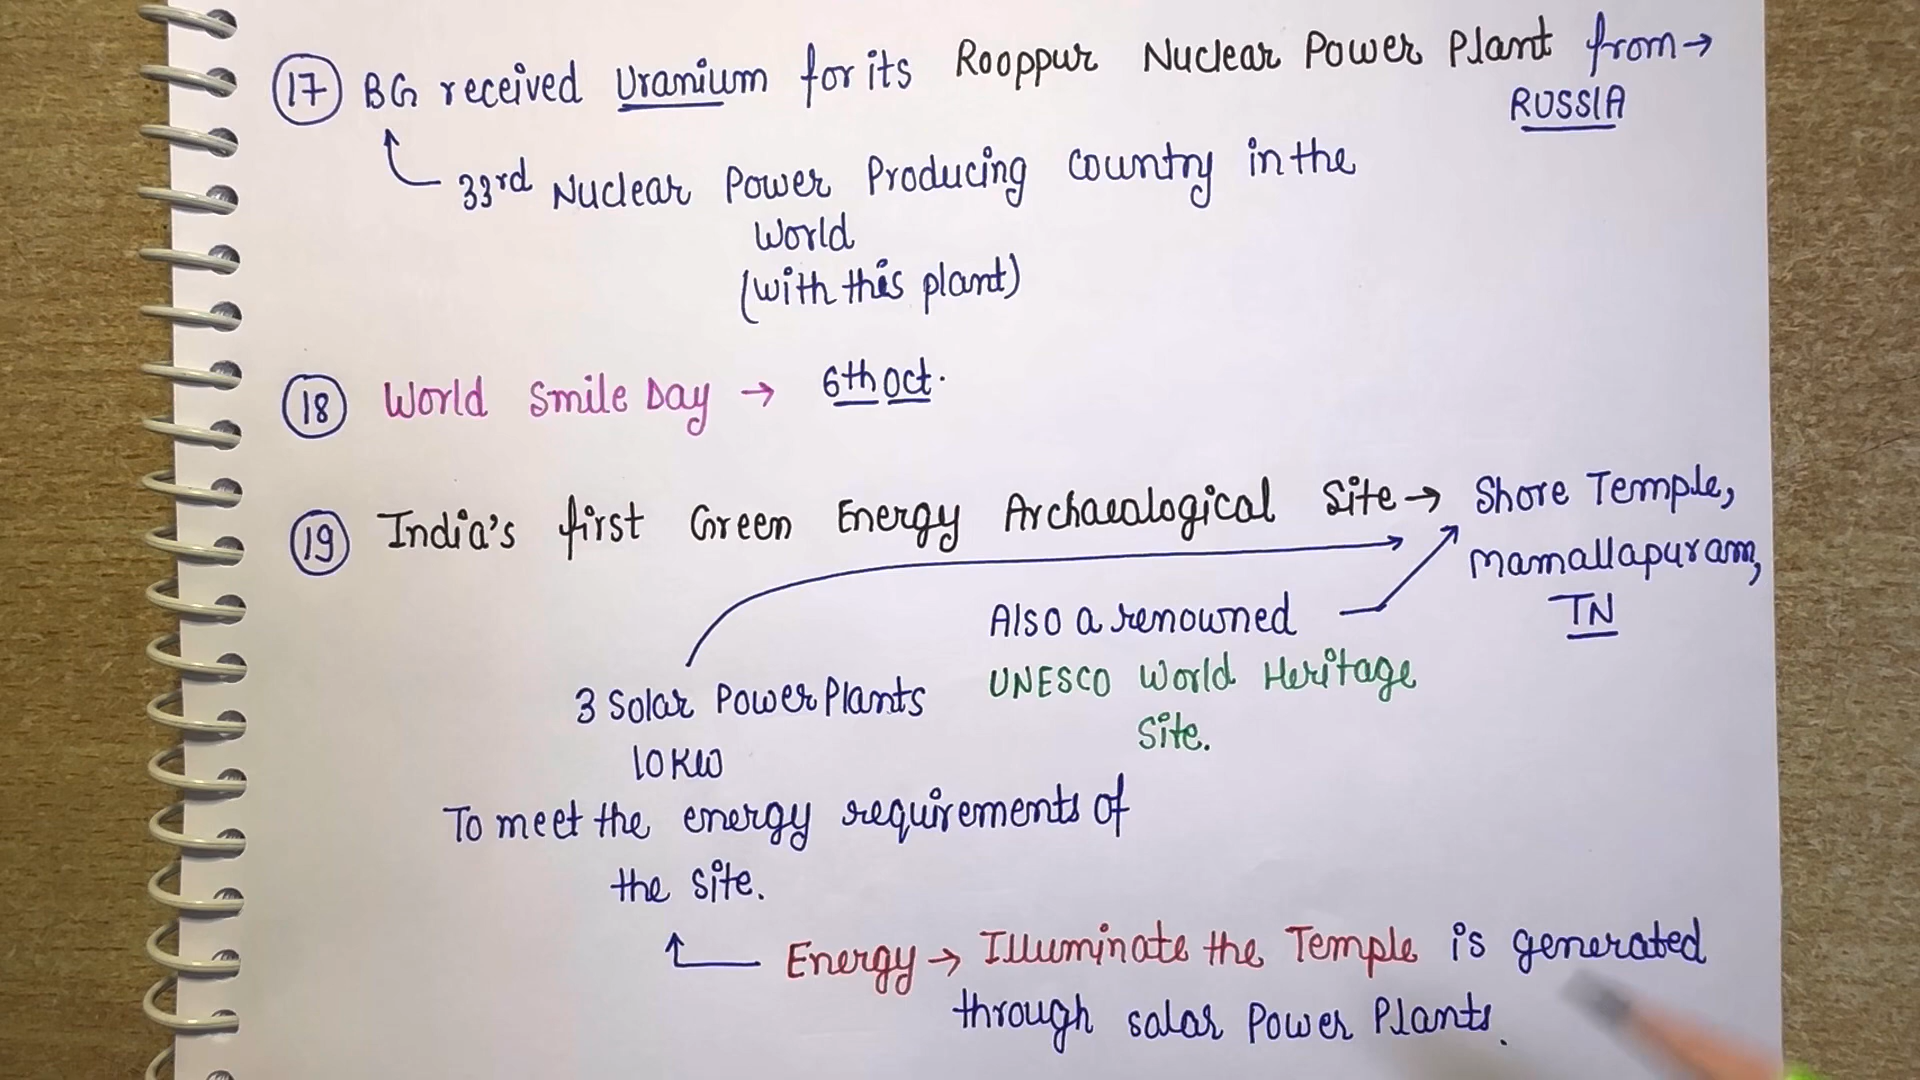 17 BG received Uranium for its Rooppur Nuclear Power Plant from →
RUSSIA
33rd Nuclear Power Producing country in the
World
(with this plant)
18 World Smile Day → 6th Oct.
19 India's first Green Energy Archaeological Site → Shore Temple,
Mamallapuram,
TN
Also a renowned
UNESCO World Heritage
Site.
3 Solar Power Plants
10 KW
To meet the energy requirements of
the site.
Energy → Illuminate the Temple is generated
through solar Power Plants.